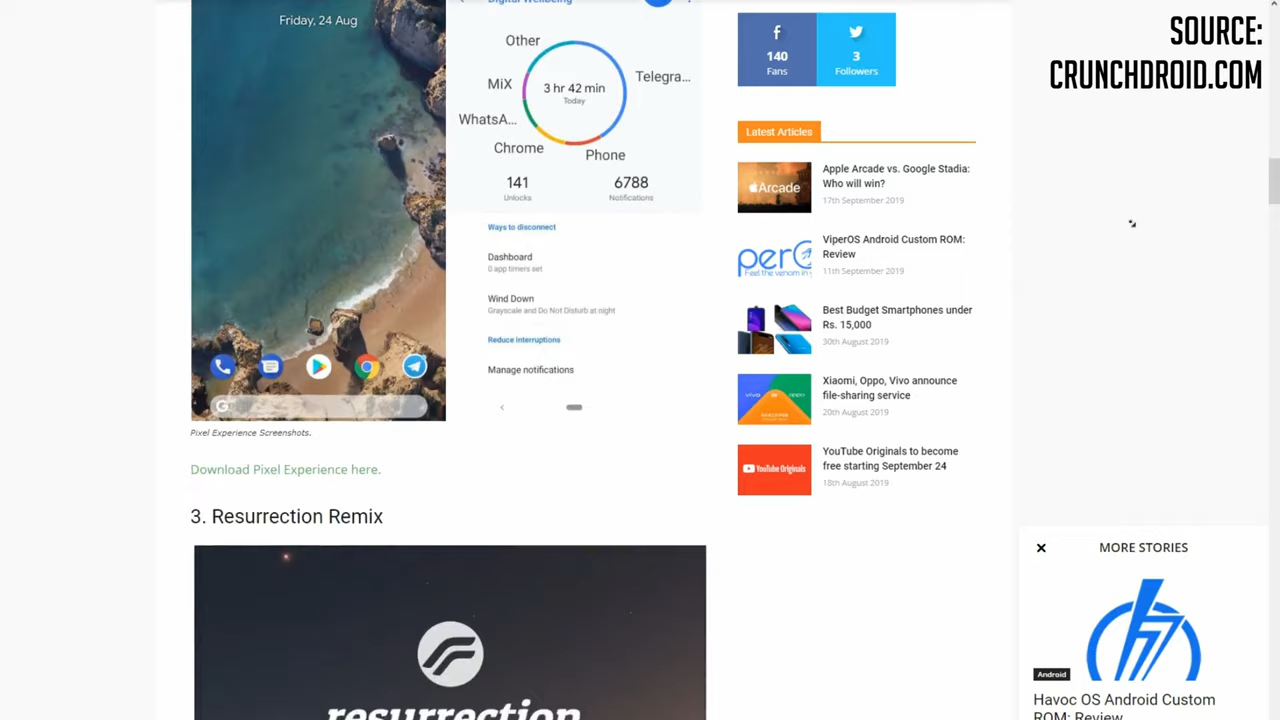 SOURCE:
CRUNCHDROID.COM
Friday, 24 Aug
Digital Wellbeing
Other
MiX
WhatsA...
Chrome
Phone
Telegra...
3 hr 42 min
Today
141
Unlocks
6788
Notifications
Ways to disconnect
Dashboard
0 app timers set
Wind Down
Grayscale and Do Not Disturb at night
Reduce interruptions
Manage notifications
Pixel Experience Screenshots.
Download Pixel Experience here.
3. Resurrection Remix
resurrection
140
Fans
3
Followers
Latest Articles
Arcade
Apple Arcade vs. Google Stadia:
Who will win?
17th September 2019
ViperOS Android Custom ROM:
Review
11th September 2019
Best Budget Smartphones under
Rs. 15,000
30th August 2019
Xiaomi, Oppo, Vivo announce
file-sharing service
20th August 2019
YouTube Originals
YouTube Originals to become
free starting September 24
18th August 2019
MORE STORIES
Android
Havoc OS Android Custom
ROM: Review